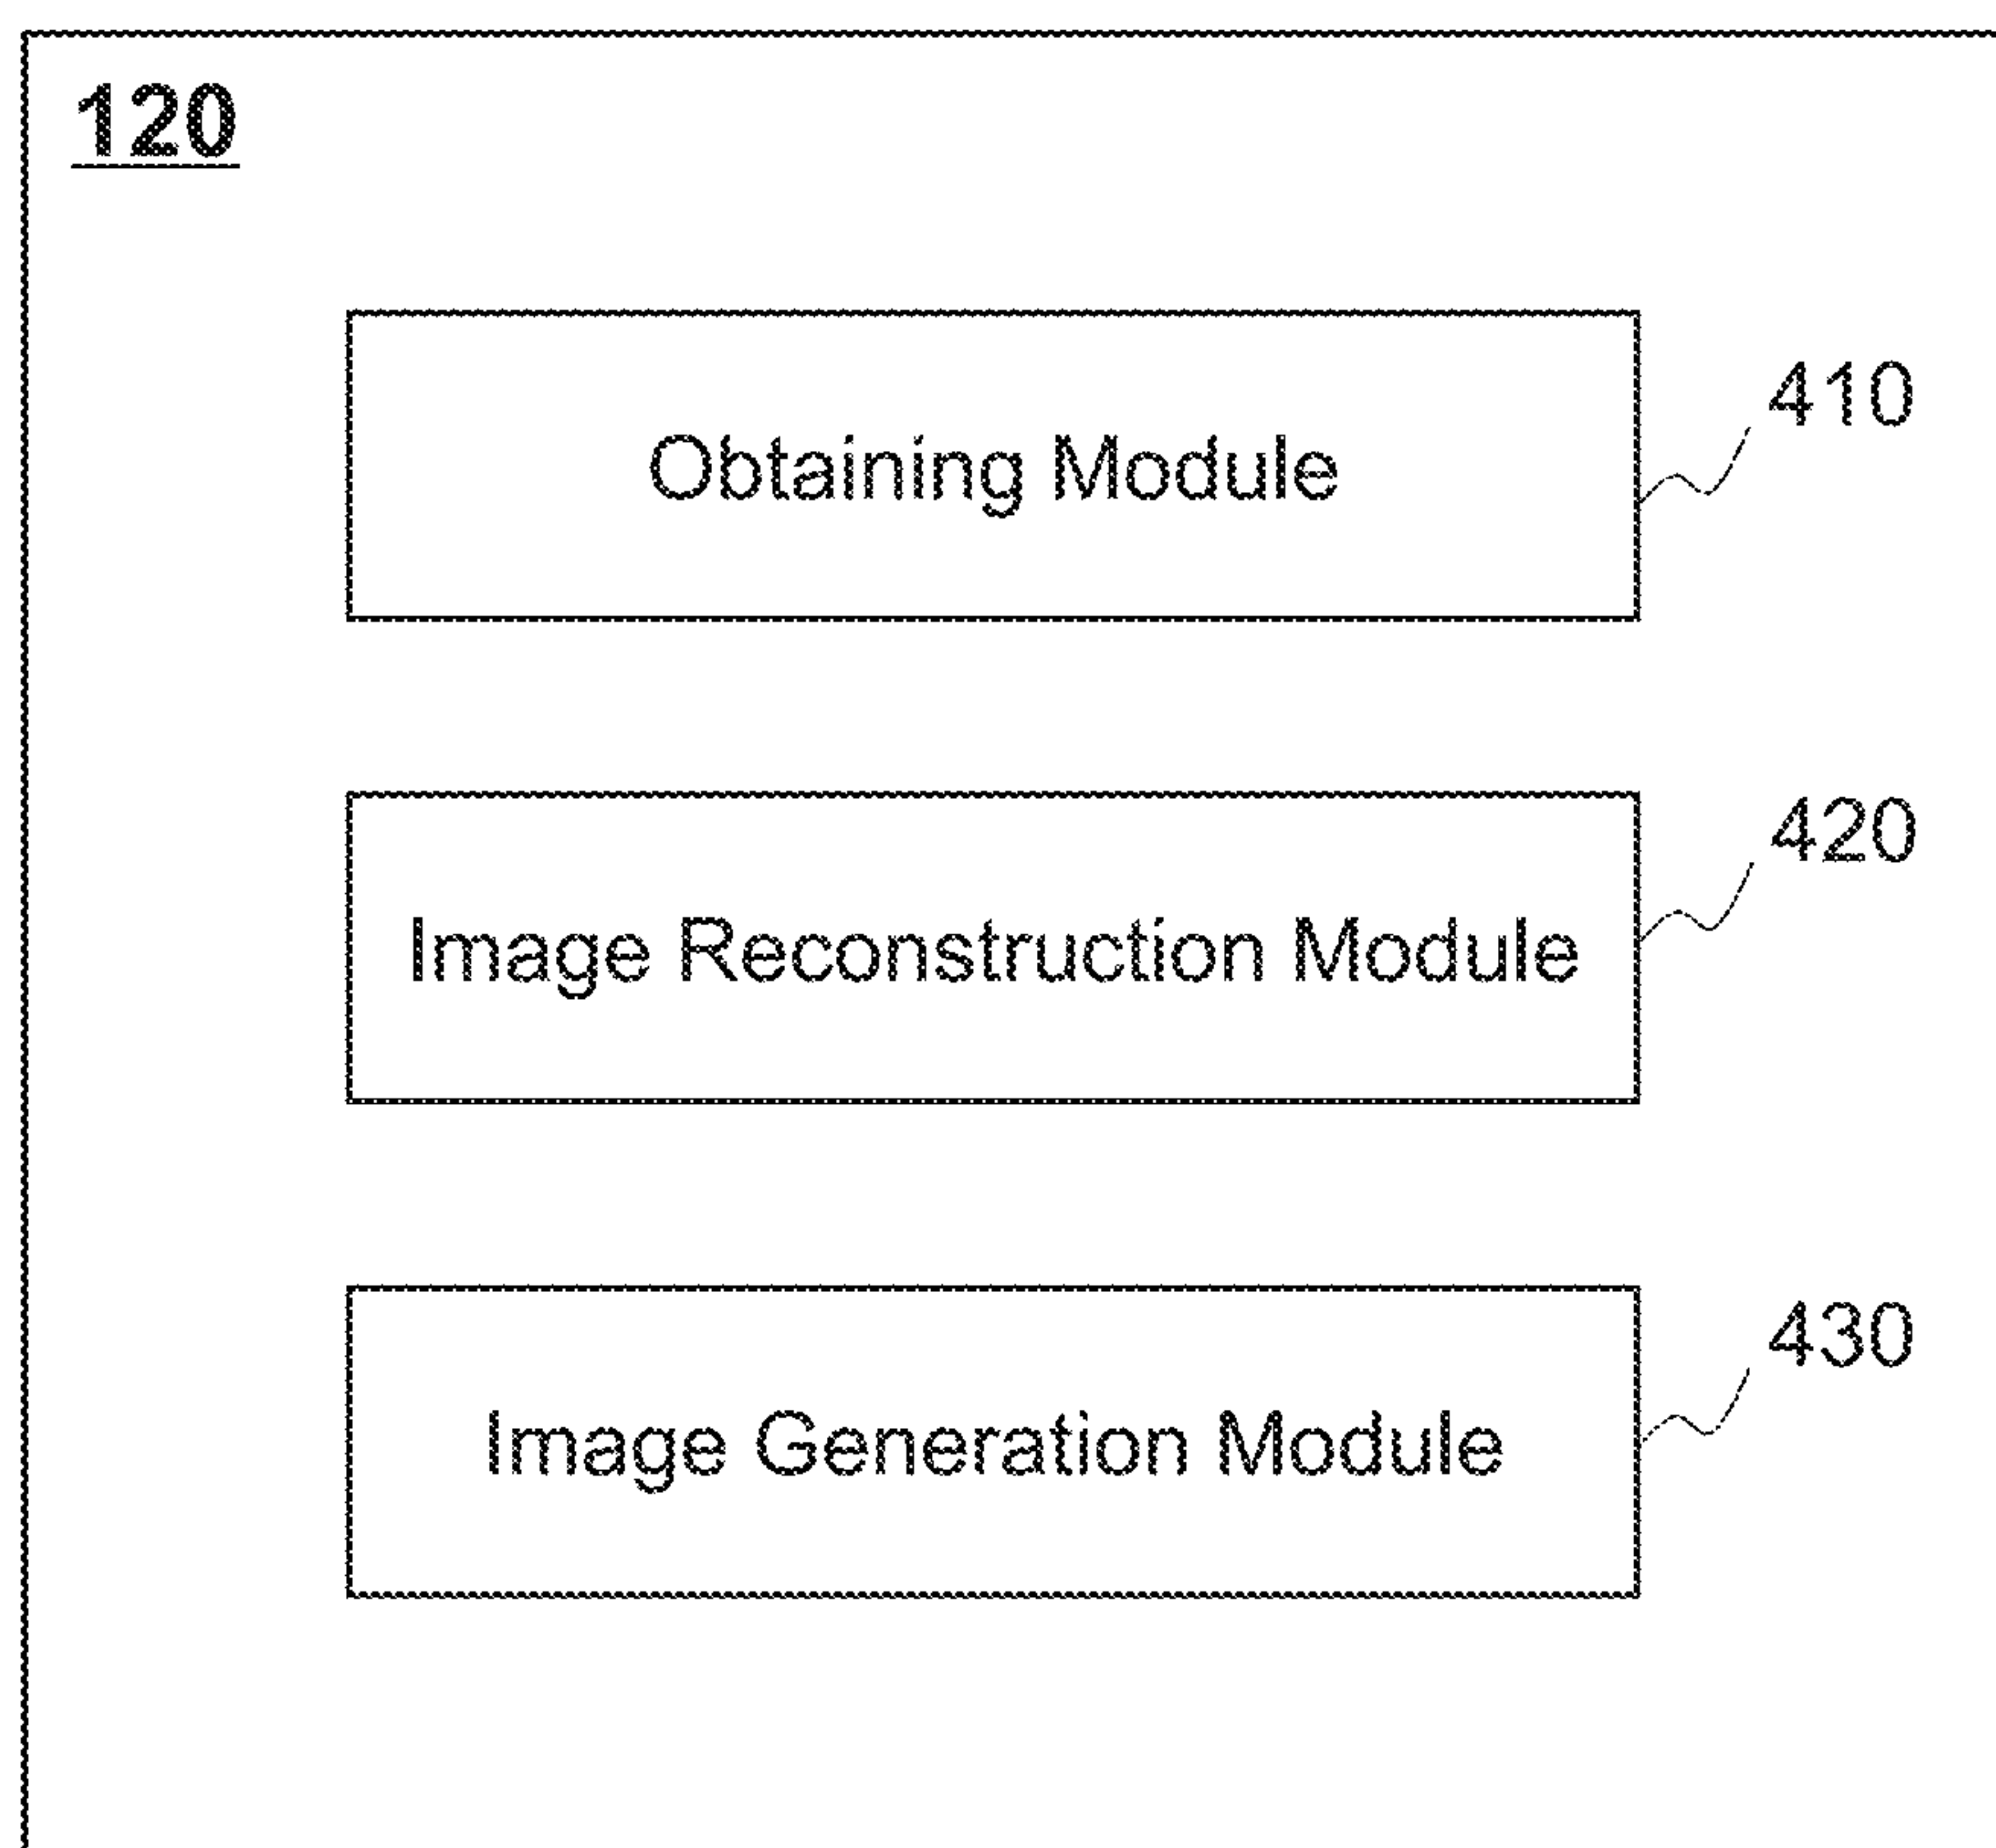 120
410
Obtaining Module
420
Image Reconstruction Module
430
Image Generation Module